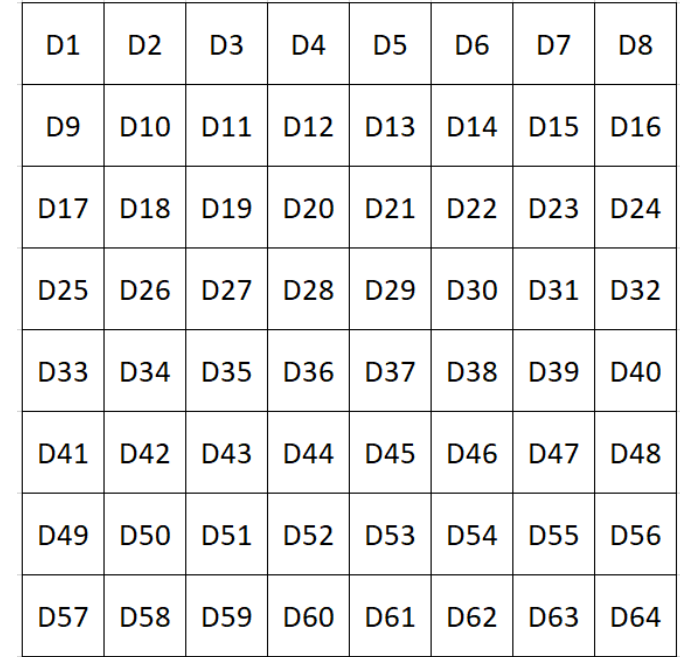 D1 D2 D3 D4 D5 D6 D7 D8
D9 D10 D11 D12 D13 D14 D15 D16
D17 D18 D19 D20 D21 D22 D23 D24
D25 D26 D27 D28 D29 D30 D31 D32
D33 D34 D35 D36 D37 D38 D39 D40
D41 D42 D43 D44 D45 D46 D47 D48
D49 D50 D51 D52 D53 D54 D55 D56
D57 D58 D59 D60 D61 D62 D63 D64